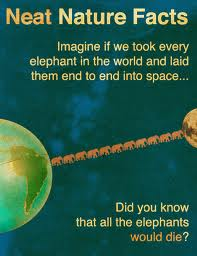 Neat Nature Facts
Imagine if we took every
elephant in the world and laid
them end to end into space...
Did you know
that all the elephants
would die?